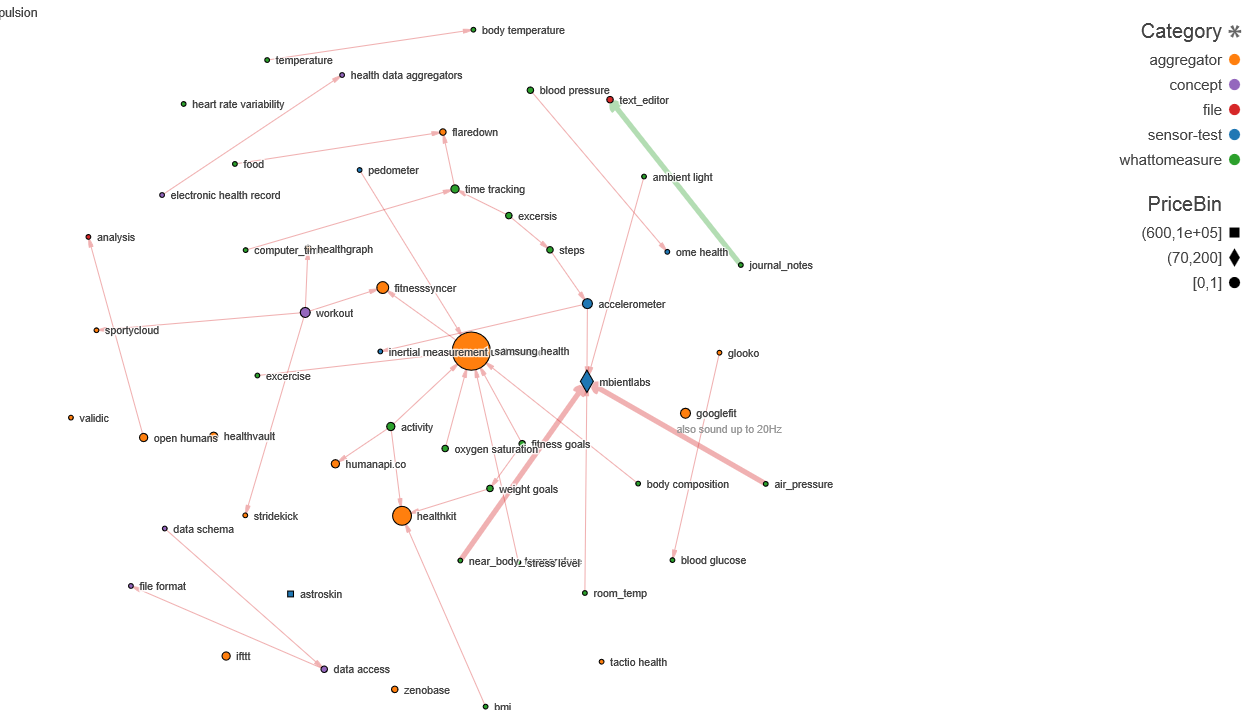 pulsion
body temperature
temperature
health data aggregators
heart rate variability
blood pressure
text_editor
flaredown
food
pedometer
ambient light
electronic health record
time tracking
excersis
analysis
computer_tim
healthgraph
steps
ome health
journal_notes
fitnesssyncer
accelerometer
workout
sportycloud
inertial measurement
samsung health
glooko
excercise
mbientlabs
validic
googlefit
also sound up to 20Hz
activity
open humans
healthvault
oxygen saturation
fitness goals
humanapi.co
body composition
air_pressure
weight goals
stridekick
healthkit
data schema
near_body_temperature
stress level
blood glucose
file format
astroskin
room_temp
ifttt
data access
tactio health
zenobase
bmi
Category *
aggregator
concept
file
sensor-test
whattomeasure
PriceBin
(600,1e+05]
(70,200]
[0,1]